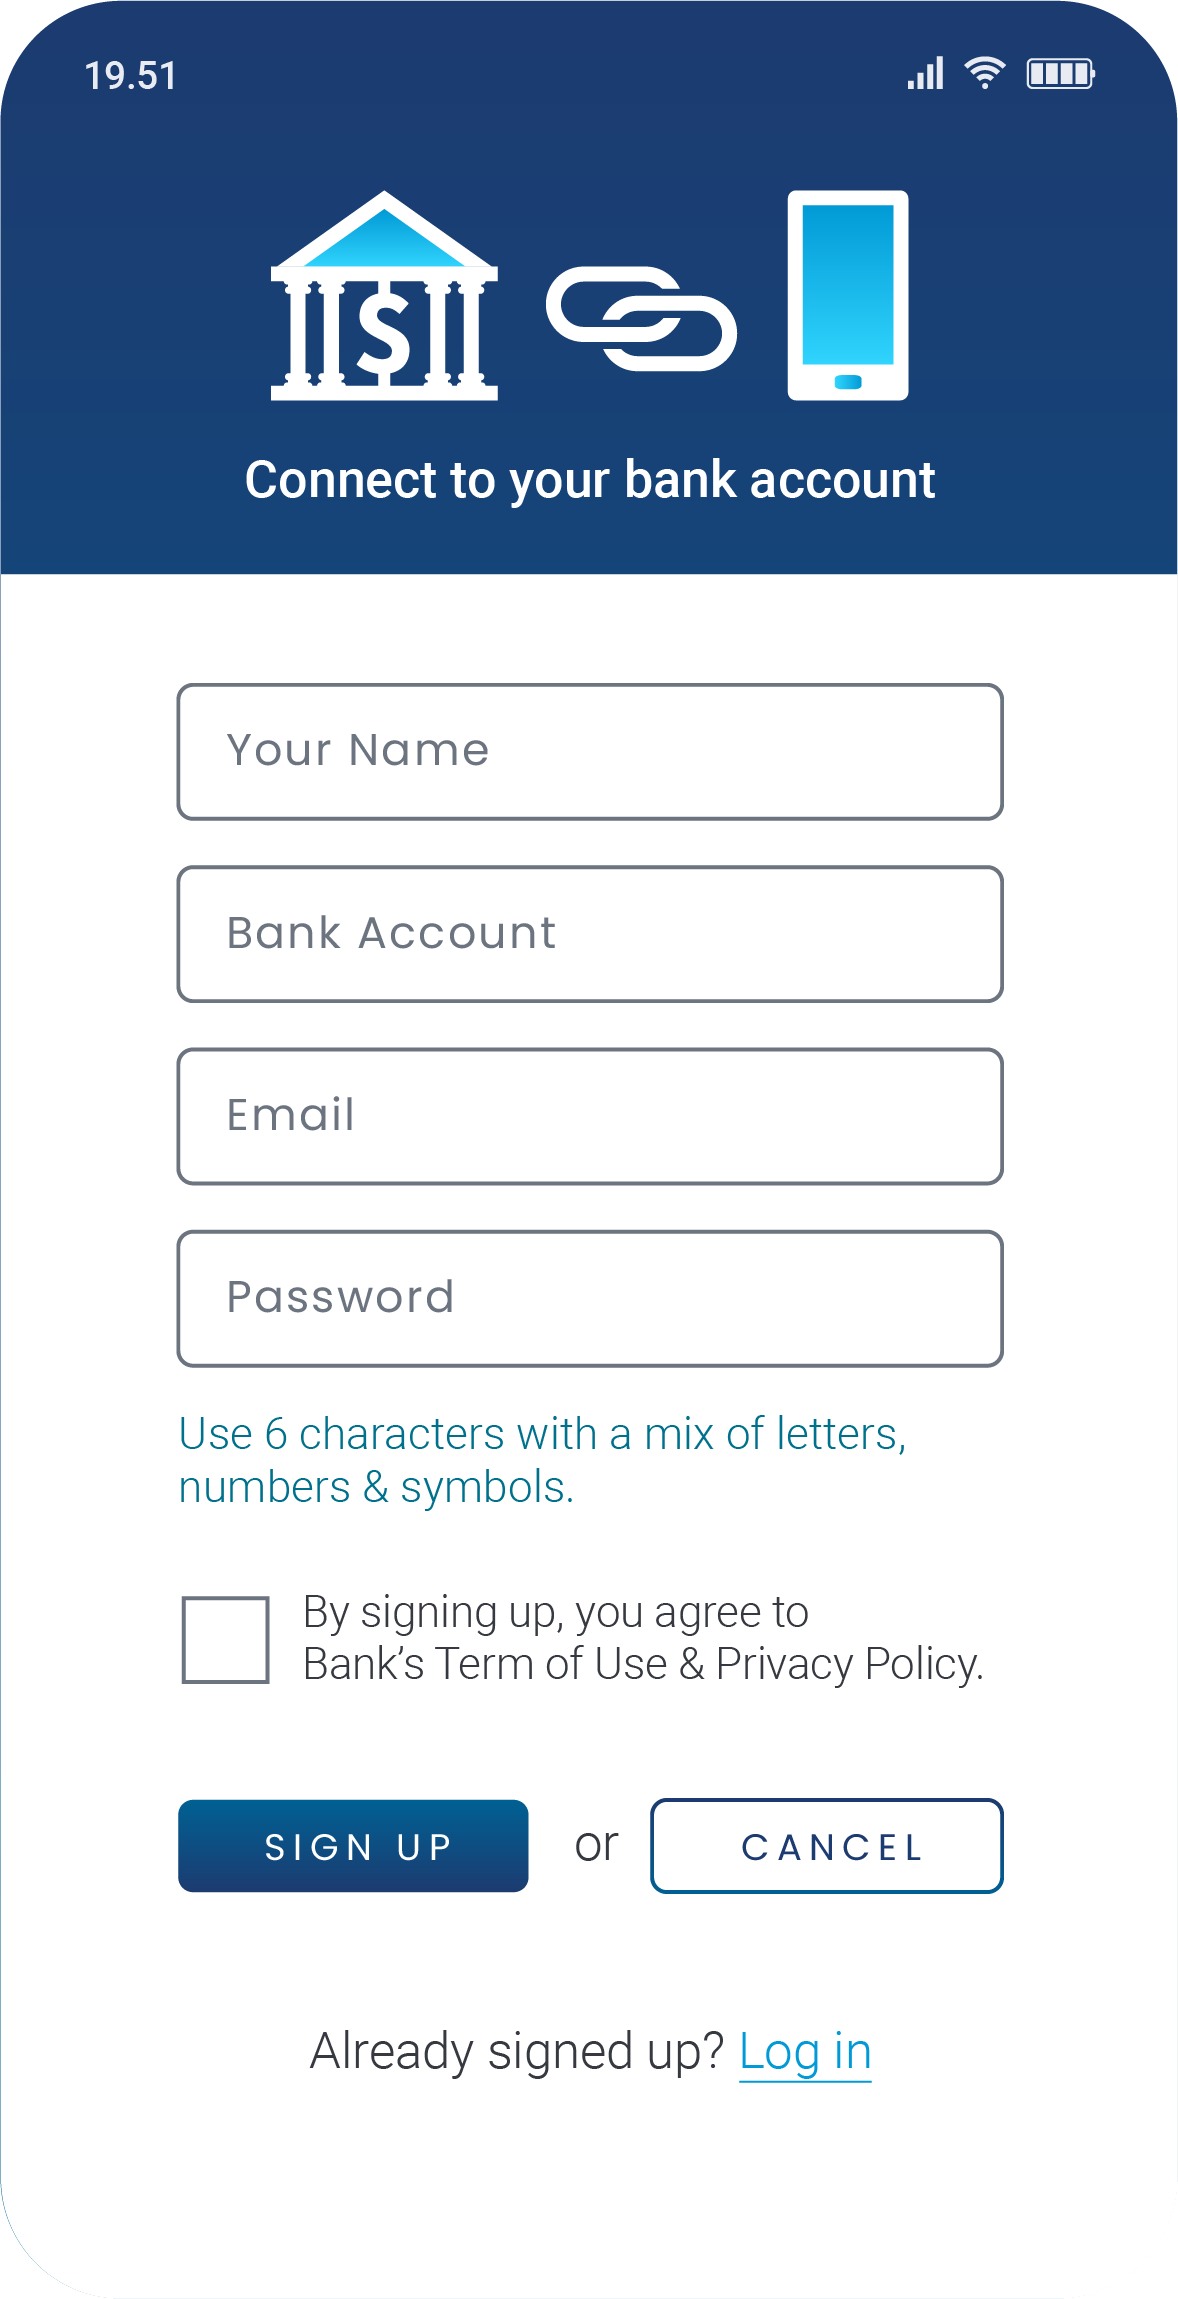 19.51
$
Connect to your bank account
Your Name
Bank Account
Email
Password
Use 6 characters with a mix of letters,
numbers & symbols.
By signing up, you agree to
Bank’s Term of Use & Privacy Policy.
SIGN UP or CANCEL
Already signed up? Log in